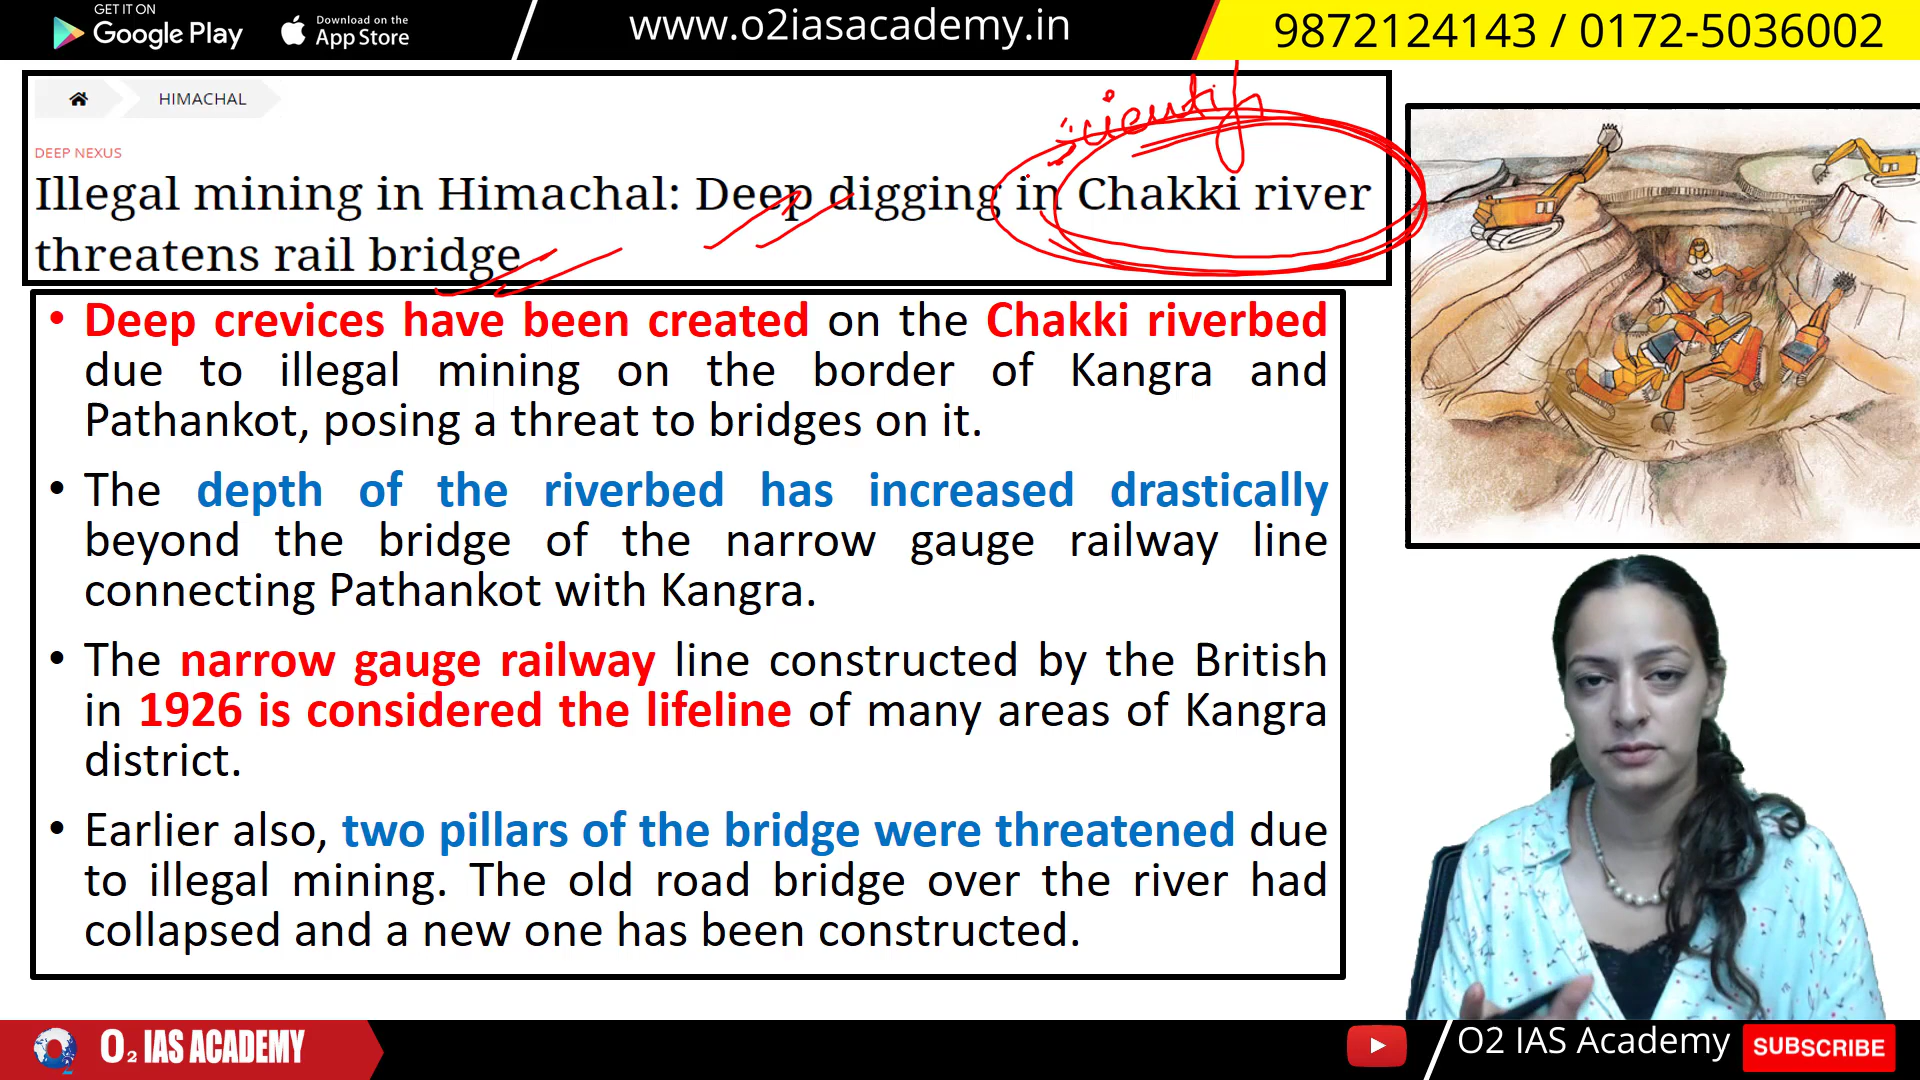 GET IT ON
Google Play
Download on the
App Store
www.o2iasacademy.in
9872124143 / 0172-5036002
HIMACHAL
DEEP NEXUS
scientif
Illegal mining in Himachal: Deep digging in Chakki river
threatens rail bridge
• Deep crevices have been created on the Chakki riverbed
due to illegal mining on the border of Kangra and
Pathankot, posing a threat to bridges on it.
• The depth of the riverbed has increased drastically
beyond the bridge of the narrow gauge railway line
connecting Pathankot with Kangra.
• The narrow gauge railway line constructed by the British
in 1926 is considered the lifeline of many areas of Kangra
district.
• Earlier also, two pillars of the bridge were threatened due
to illegal mining. The old road bridge over the river had
collapsed and a new one has been constructed.
O2 IAS ACADEMY
O2 IAS Academy
SUBSCRIBE